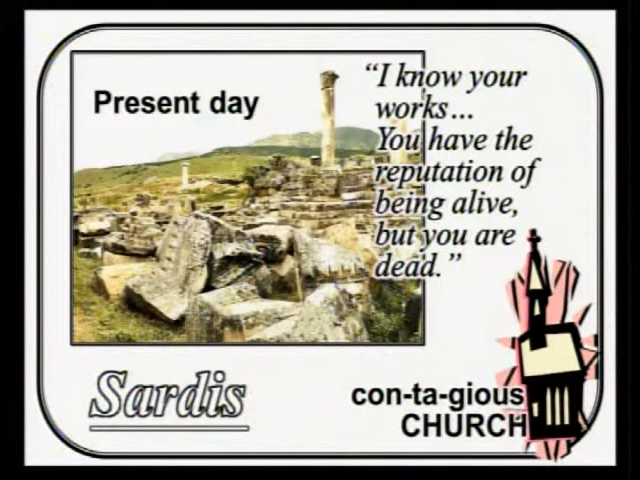 Present day
“I know your
works...
You have the
reputation of
being alive,
but you are
dead.”
Sardis
con-ta-gious
CHURCH